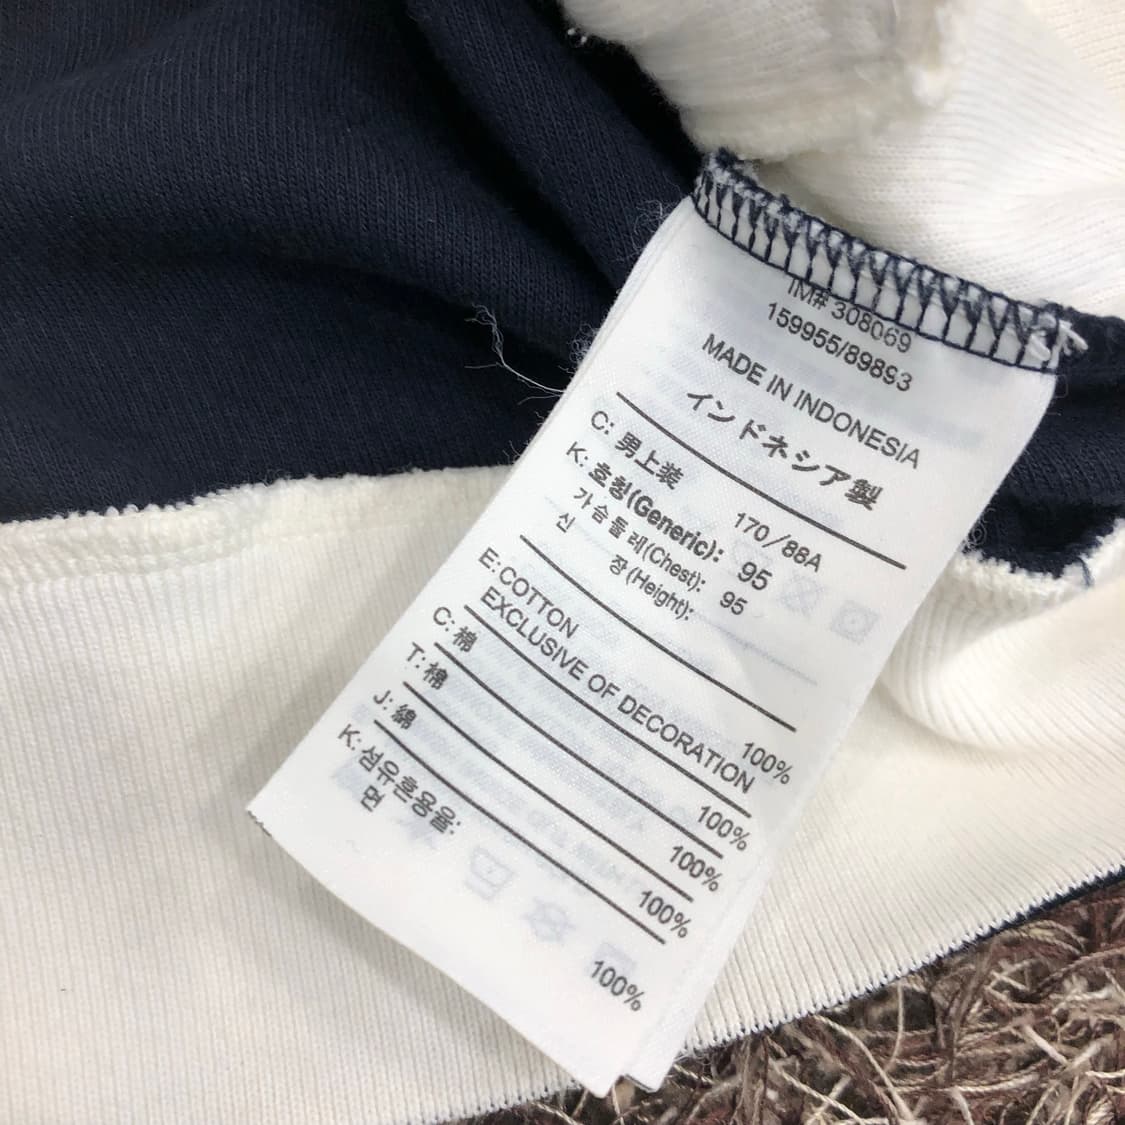 IM# 308069
159955/89893
MADE IN INDONESIA
インドネシア製
C: 男上装 170/88A
K: 호칭(Generic): 95
가슴둘레(Chest): 95
신 장(Height):
E: COTTON 100%
EXCLUSIVE OF DECORATION
C: 棉 100%
T: 棉 100%
J: 綿 100%
K: 섬유혼용율:
면 100%